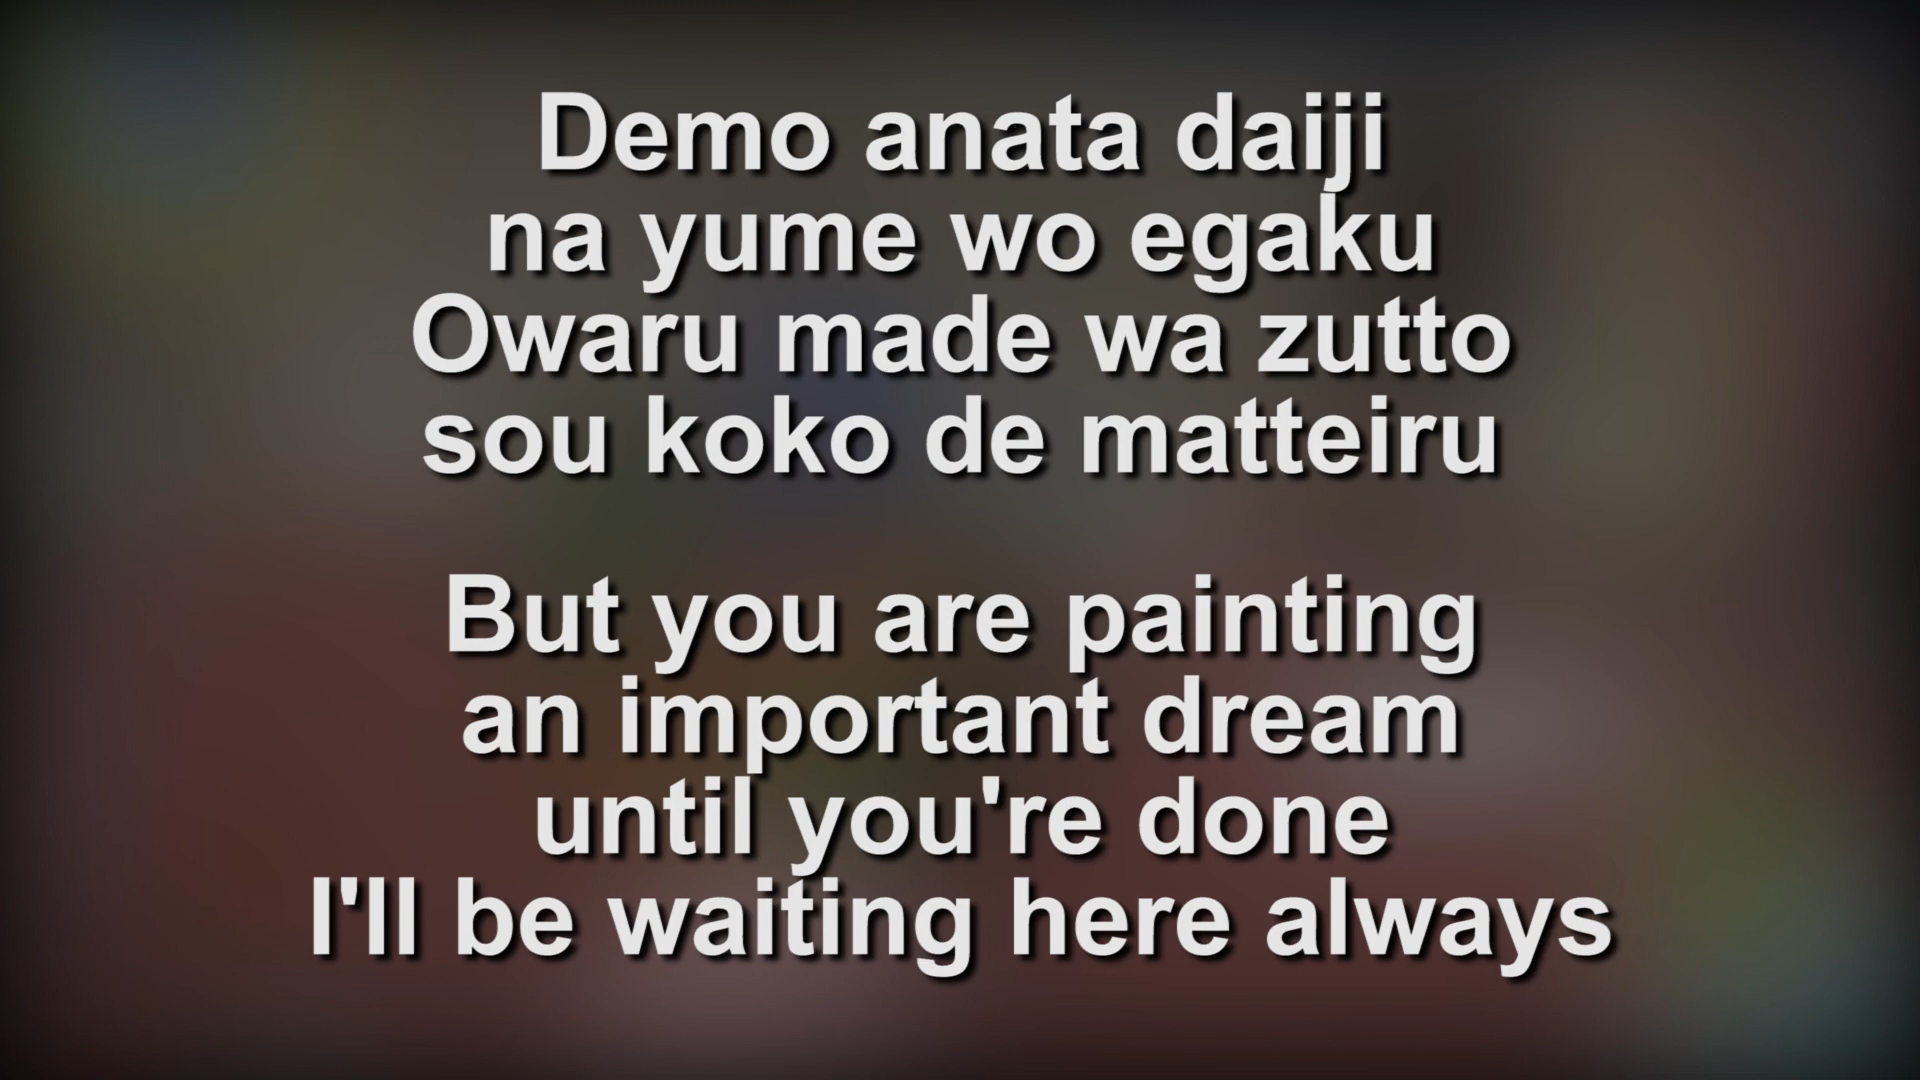 Demo anata daiji
na yume wo egaku
Owaru made wa zutto
sou koko de matteiru
But you are painting
an important dream
until you're done
I'll be waiting here always